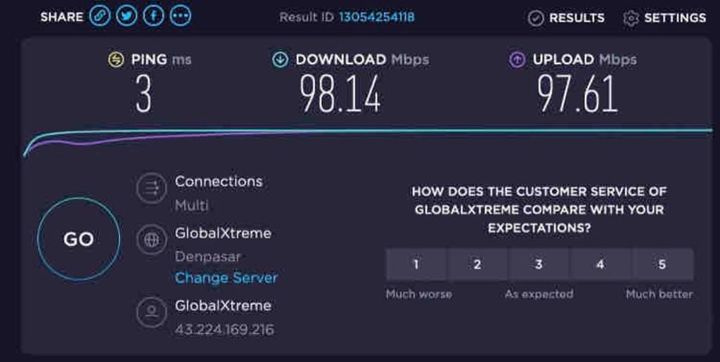 SHARE
Result ID 13054254118
RESULTS
SETTINGS
PING ms
3
DOWNLOAD Mbps
98.14
UPLOAD Mbps
97.61
GO
Connections
Multi
GlobalXtreme
Denpasar
Change Server
GlobalXtreme
43.224.169.216
HOW DOES THE CUSTOMER SERVICE OF
GLOBALXTREME COMPARE WITH YOUR
EXPECTATIONS?
1 2 3 4 5
Much worse As expected Much better